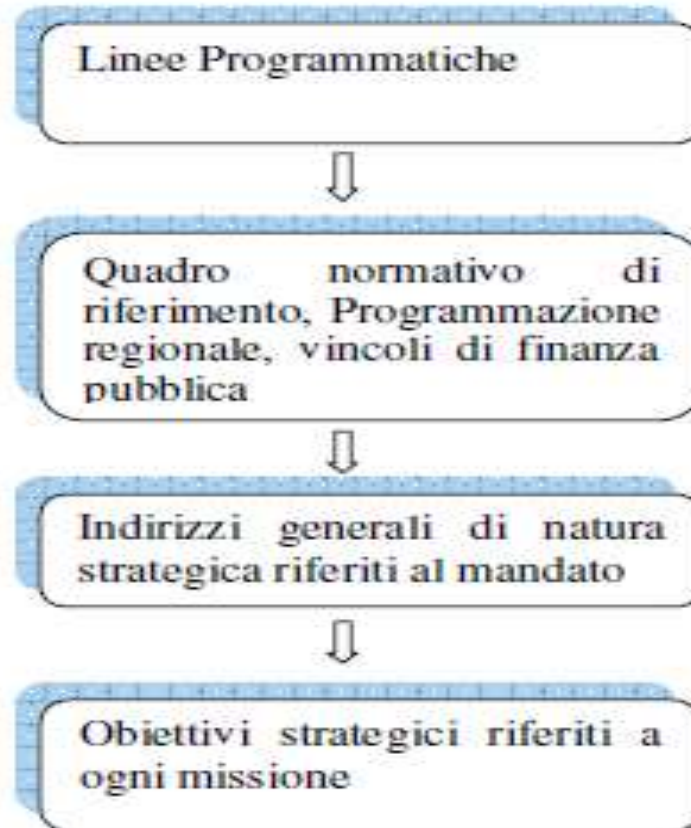 Linee Programmatiche
Quadro normativo di
riferimento, Programmazione
regionale, vincoli di finanza
pubblica
Indirizzi generali di natura
strategica riferiti al mandato
Obiettivi strategici riferiti a
ogni missione